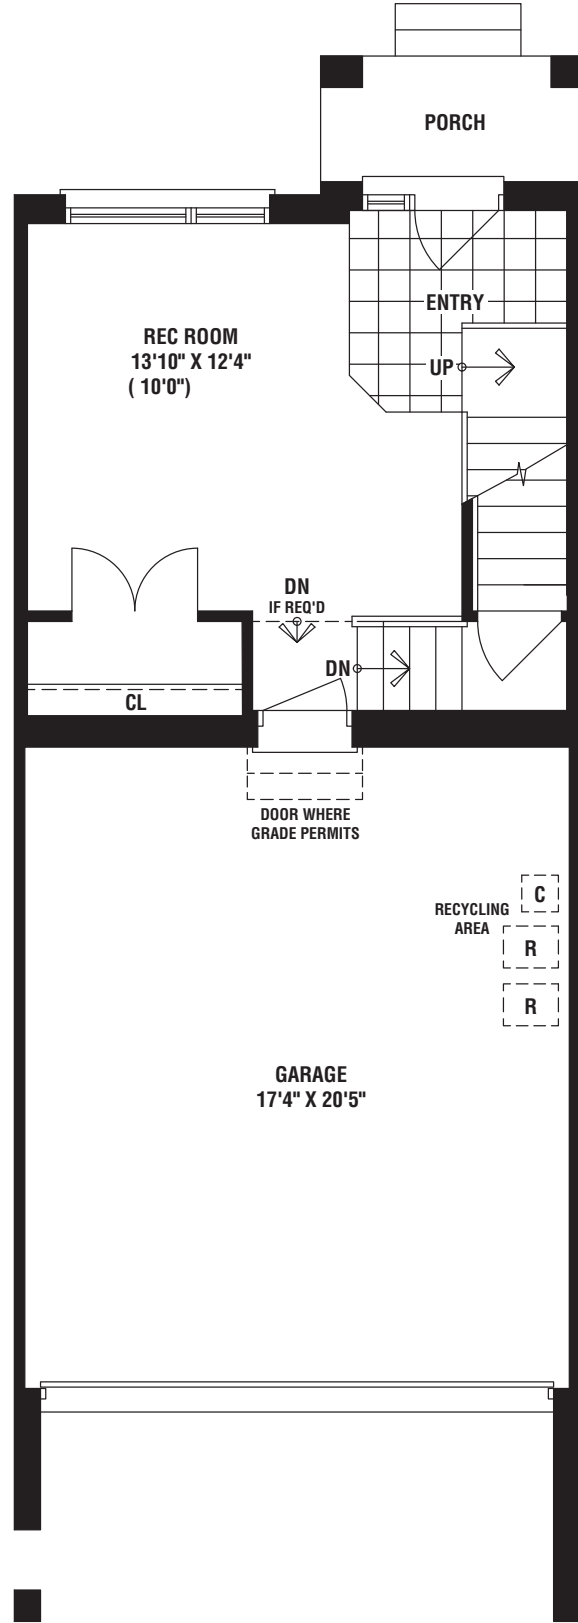 PORCH
ENTRY
REC ROOM
13'10" X 12'4"
( 10'0")
UP
DN
IF REQ'D
DN
CL
DOOR WHERE
GRADE PERMITS
C
RECYCLING
AREA
R
R
GARAGE
17'4" X 20'5"